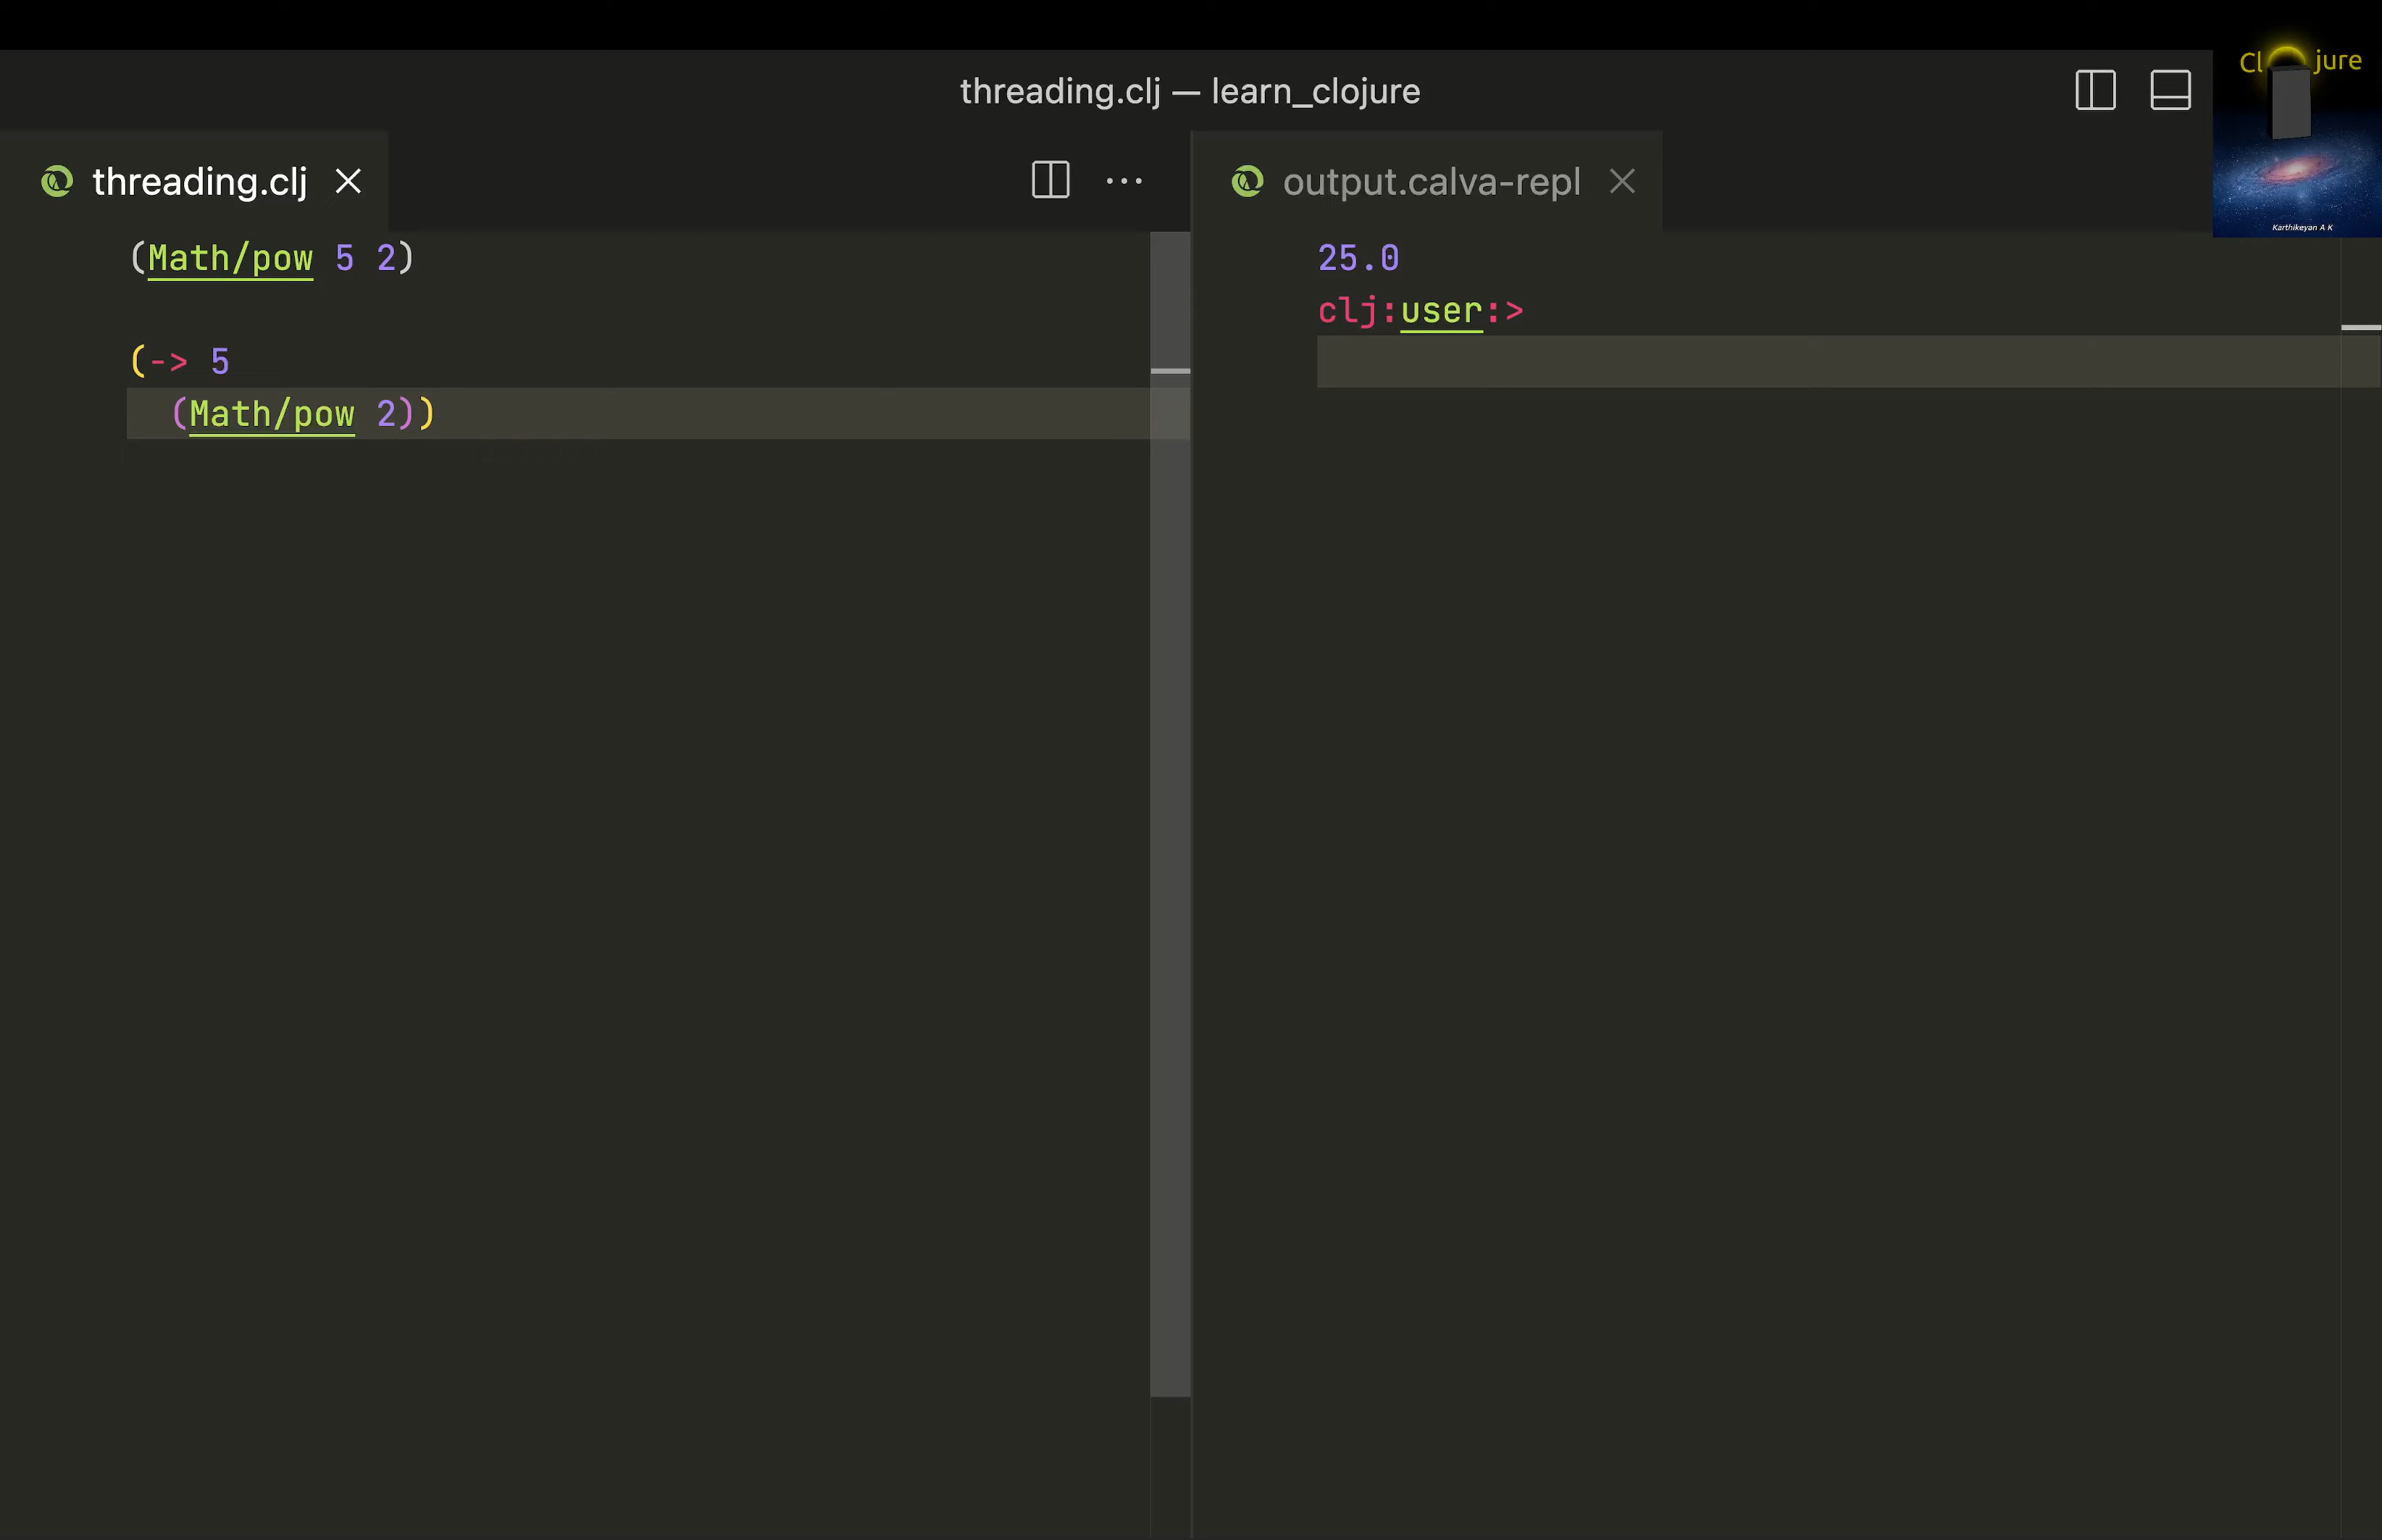 threading.clj — learn_clojure
Cl jure
Karthikeyan A K
threading.clj
output.calva-repl
(Math/pow 5 2)
(-> 5
(Math/pow 2))
25.0
clj:user:>